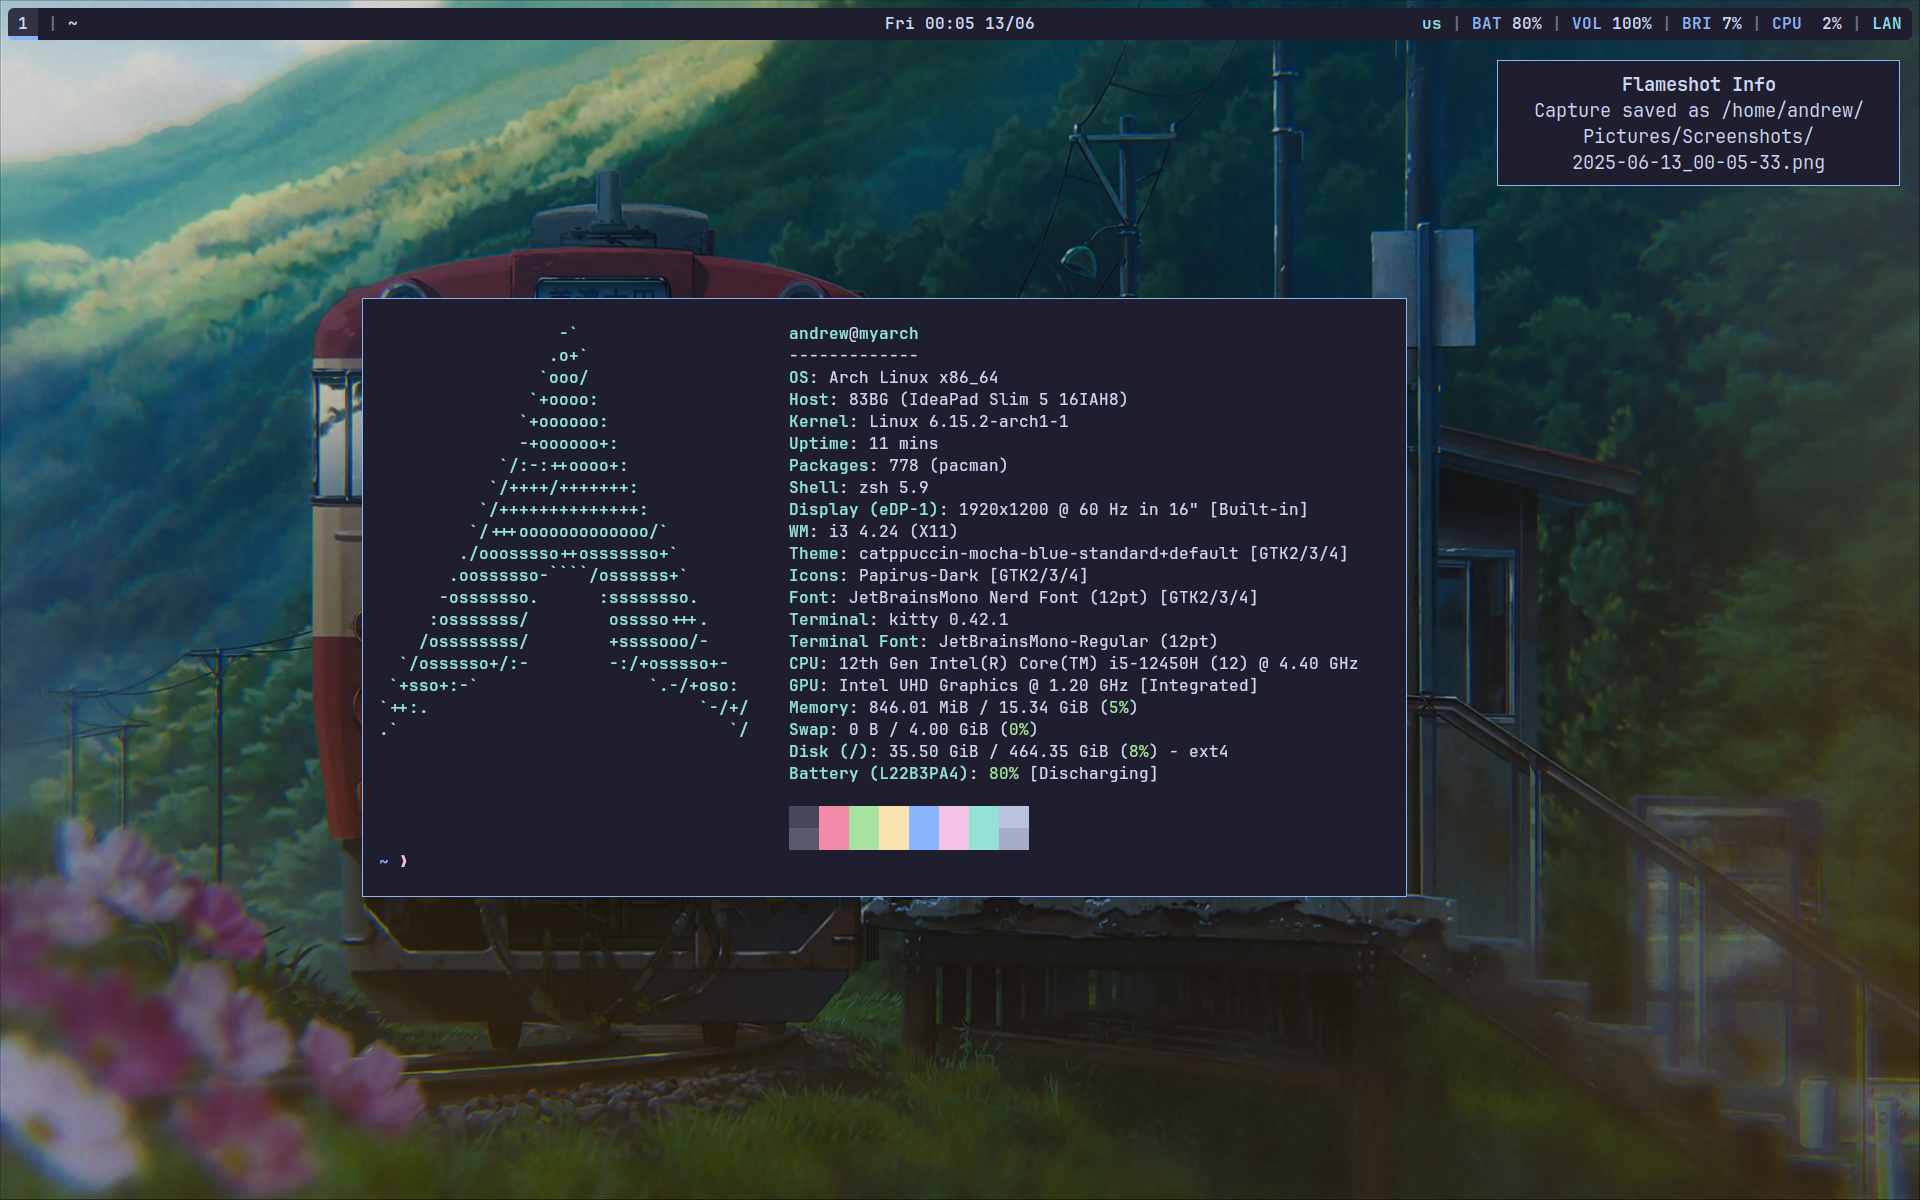 1 | ~ Fri 00:05 13/06 us | BAT 80% | VOL 100% | BRI 7% | CPU 2% | LAN
Flameshot Info
Capture saved as /home/andrew/
Pictures/Screenshots/
2025-06-13_00-05-33.png
-`
.o+`
`ooo/
`+oooo:
`+oooooo:
-+oooooo+:
`/:-:++oooo+:
`/++++/+++++++:
`/++++++++++++++:
`/+++ooooooooooooo/`
./ooosssso++osssssso+`
.oossssso-````/ossssss+`
-osssssso.      :ssssssso.
:osssssss/        osssso+++.
/ossssssss/        +ssssooo/-
`/ossssso+/:-        -:/+osssso+-
`+sso+:-`                 `.-/+oso:
`++:.                           `-/+/
.`                                 `/
andrew@myarch
-------------
OS: Arch Linux x86_64
Host: 83BG (IdeaPad Slim 5 16IAH8)
Kernel: Linux 6.15.2-arch1-1
Uptime: 11 mins
Packages: 778 (pacman)
Shell: zsh 5.9
Display (eDP-1): 1920x1200 @ 60 Hz in 16" [Built-in]
WM: i3 4.24 (X11)
Theme: catppuccin-mocha-blue-standard+default [GTK2/3/4]
Icons: Papirus-Dark [GTK2/3/4]
Font: JetBrainsMono Nerd Font (12pt) [GTK2/3/4]
Terminal: kitty 0.42.1
Terminal Font: JetBrainsMono-Regular (12pt)
CPU: 12th Gen Intel(R) Core(TM) i5-12450H (12) @ 4.40 GHz
GPU: Intel UHD Graphics @ 1.20 GHz [Integrated]
Memory: 846.01 MiB / 15.34 GiB (5%)
Swap: 0 B / 4.00 GiB (0%)
Disk (/): 35.50 GiB / 464.35 GiB (8%) - ext4
Battery (L22B3PA4): 80% [Discharging]
~ ❯